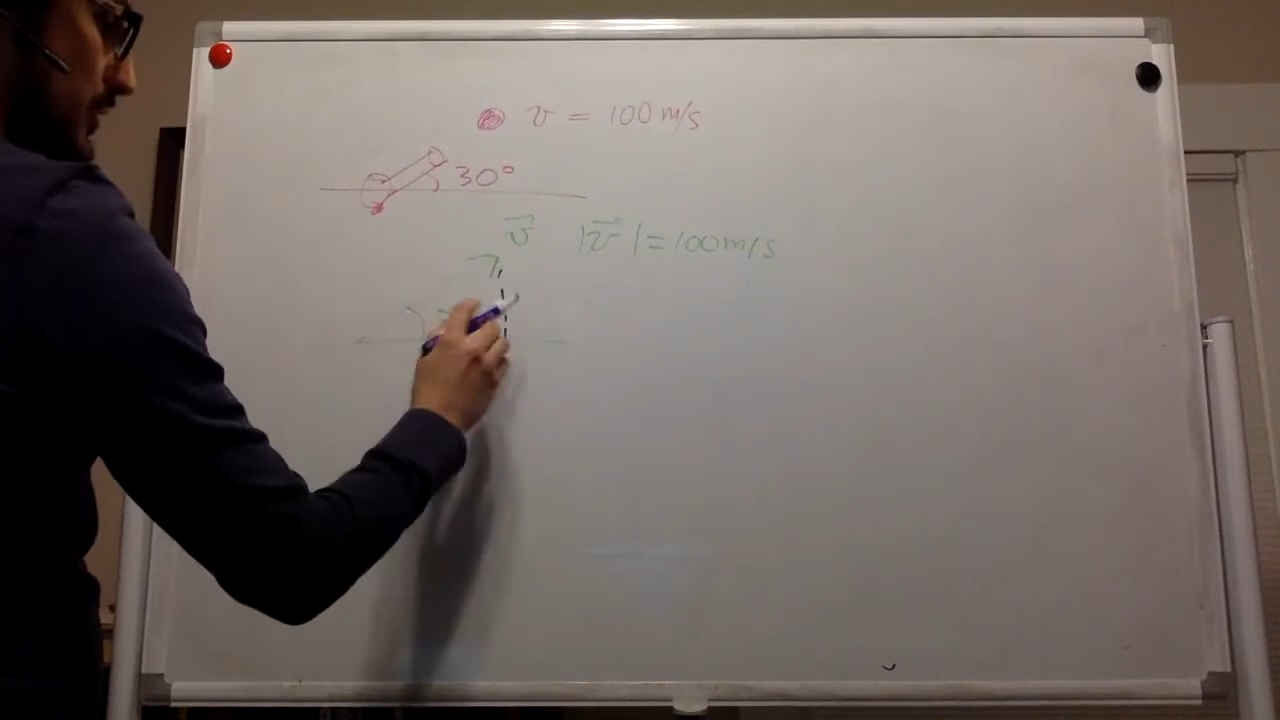 v = 100 m/s
30°
v⃗ |v⃗| = 100 m/s